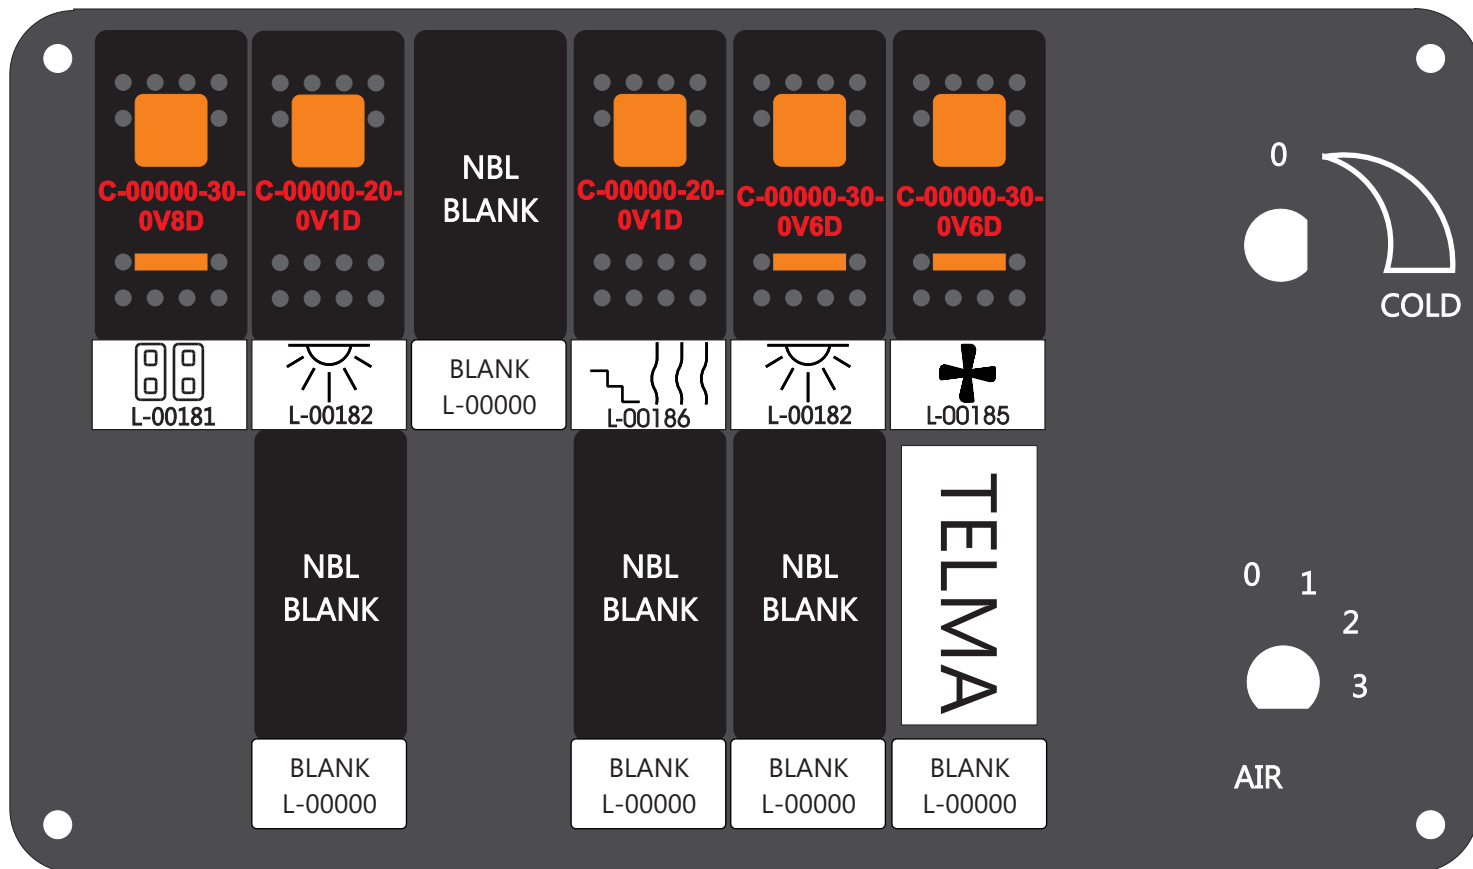 C-00000-30-
0V8D
C-00000-20-
0V1D
NBL
BLANK
C-00000-20-
0V1D
C-00000-30-
0V6D
C-00000-30-
0V6D
0
COLD
L-00181
L-00182
BLANK
L-00000
L-00186
L-00182
L-00185
NBL
BLANK
NBL
BLANK
NBL
BLANK
TELMA
0
1
2
3
AIR
BLANK
L-00000
BLANK
L-00000
BLANK
L-00000
BLANK
L-00000